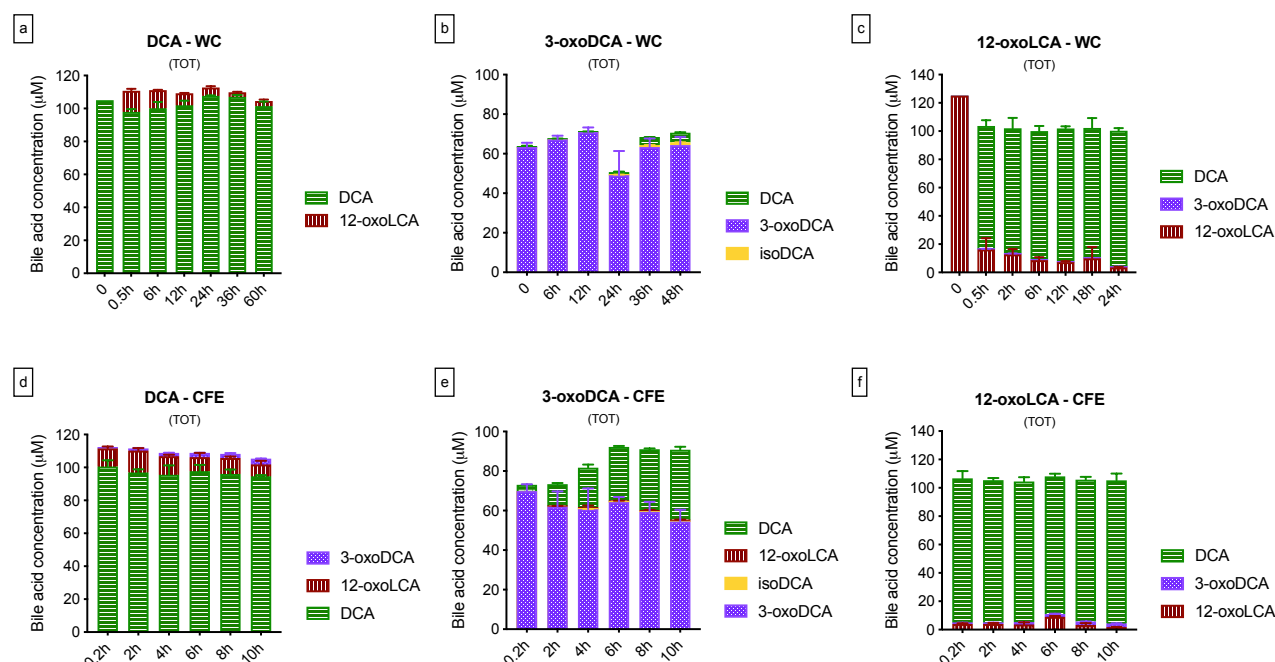 a
DCA - WC
(TOT)
Bile acid concentration (μM)
120
100
80
60
40
20
0
0
0.5h
6h
12h
24h
36h
60h
DCA
12-oxoLCA
b
3-oxoDCA - WC
(TOT)
Bile acid concentration (μM)
100
80
60
40
20
0
0
6h
12h
24h
36h
48h
DCA
3-oxoDCA
isoDCA
c
12-oxoLCA - WC
(TOT)
Bile acid concentration (μM)
140
120
100
80
60
40
20
0
0
0.5h
2h
6h
12h
18h
24h
DCA
3-oxoDCA
12-oxoLCA
d
DCA - CFE
(TOT)
Bile acid concentration (μM)
120
100
80
60
40
20
0
0.2h
2h
4h
6h
8h
10h
3-oxoDCA
12-oxoLCA
DCA
e
3-oxoDCA - CFE
(TOT)
Bile acid concentration (μM)
100
80
60
40
20
0
0.2h
2h
4h
6h
8h
10h
DCA
12-oxoLCA
isoDCA
3-oxoDCA
f
12-oxoLCA - CFE
(TOT)
Bile acid concentration (μM)
140
120
100
80
60
40
20
0
0.2h
2h
4h
6h
8h
10h
DCA
3-oxoDCA
12-oxoLCA